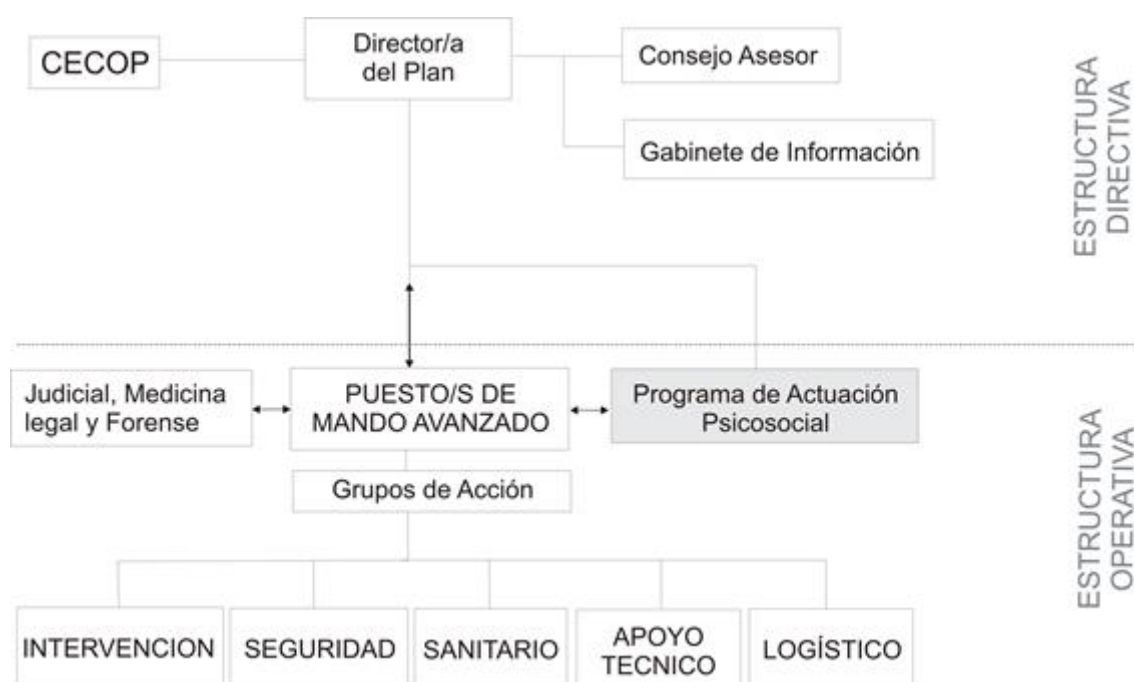 CECOP
Director/a
del Plan
Consejo Asesor
Gabinete de Información
ESTRUCTURA
DIRECTIVA
Judicial, Medicina
legal y Forense
PUESTO/S DE
MANDO AVANZADO
Programa de Actuación
Psicosocial
Grupos de Acción
ESTRUCTURA
OPERATIVA
INTERVENCION
SEGURIDAD
SANITARIO
APOYO
TECNICO
LOGÍSTICO